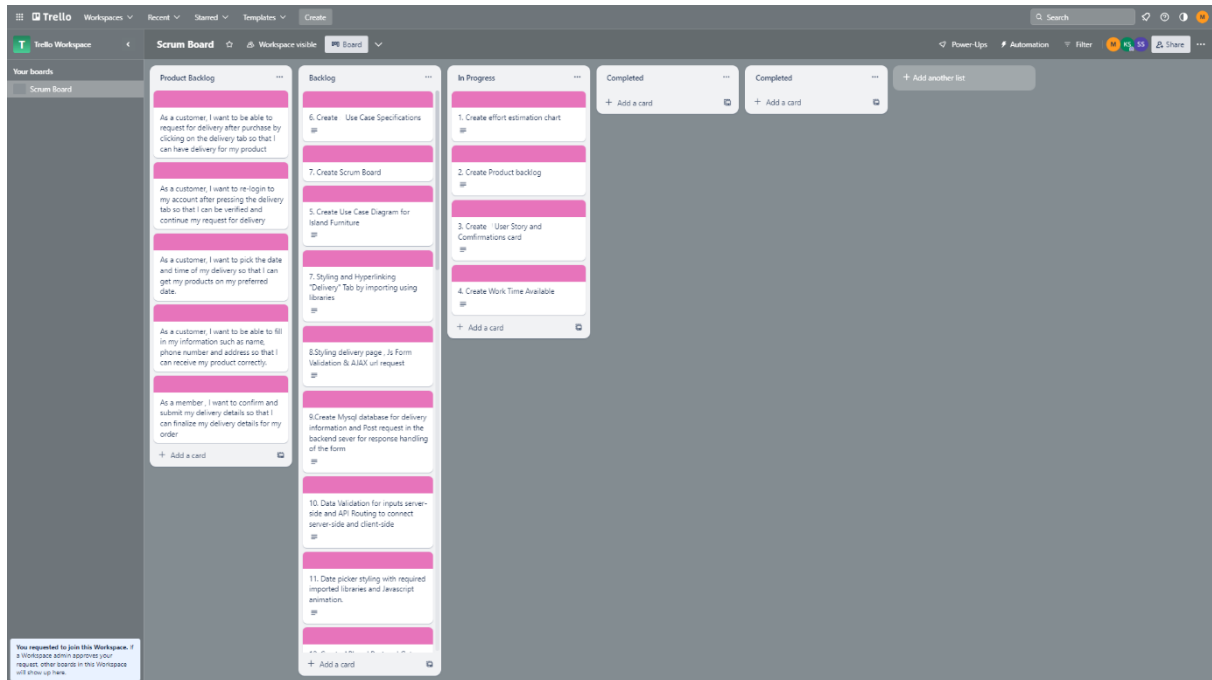 Trello Workspaces Recent Starred Templates Create Search M
T Trello Workspace Scrum Board Workspace visible Board Power-Ups Automation Filter M KS SS Share
Your boards
Scrum Board
Product Backlog
As a customer, I want to be able to
request for delivery after purchase by
clicking on the delivery tab so that I
can have delivery for my product
As a customer, I want to re-login to
my account after pressing the delivery
tab so that I can be verified and
continue my request for delivery
As a customer, I want to pick the date
and time of my delivery so that I can
get my products on my preferred
date.
As a customer, I want to be able to fill
in my information such as name,
phone number and address so that I
can receive my product correctly.
As a member , I want to confirm and
submit my delivery details so that I
can finalize my delivery details for my
order
+ Add a card
Backlog
6. Create Use Case Specifications
7. Create Scrum Board
5. Create Use Case Diagram for
Island Furniture
7. Styling and Hyperlinking
"Delivery" Tab by importing using
libraries
8.Styling delivery page , Js Form
Validation & AJAX url request
9.Create Mysql database for delivery
information and Post request in the
backend sever for response handling
of the form
10. Data Validation for inputs server-
side and API Routing to connect
server-side and client-side
11. Date picker styling with required
imported libraries and Javascript
animation.
+ Add a card
In Progress
1. Create effort estimation chart
2. Create Product backlog
3. Create User Story and
Comfirmations card
4. Create Work Time Available
+ Add a card
Completed
+ Add a card
Completed
+ Add a card
+ Add another list
You requested to join this Workspace. If
a Workspace admin approves your
request, other boards in this Workspace
will show up here.